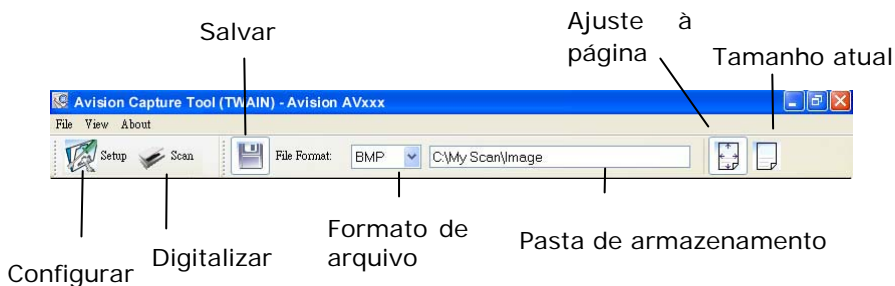 Salvar
Ajuste à
página
Tamanho atual
Avision Capture Tool (TWAIN) - Avision AVxxx
File View About
Setup Scan File Format: BMP C:\My Scan\Image
Formato de
arquivo
Pasta de armazenamento
Digitalizar
Configurar